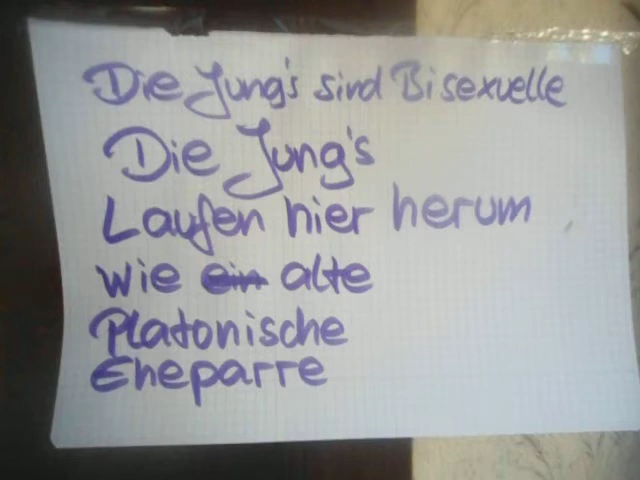 Die Jung's sind Bisexuelle
Die Jung's
Laufen hier herum
wie ein alte
Platonische
Eheparre